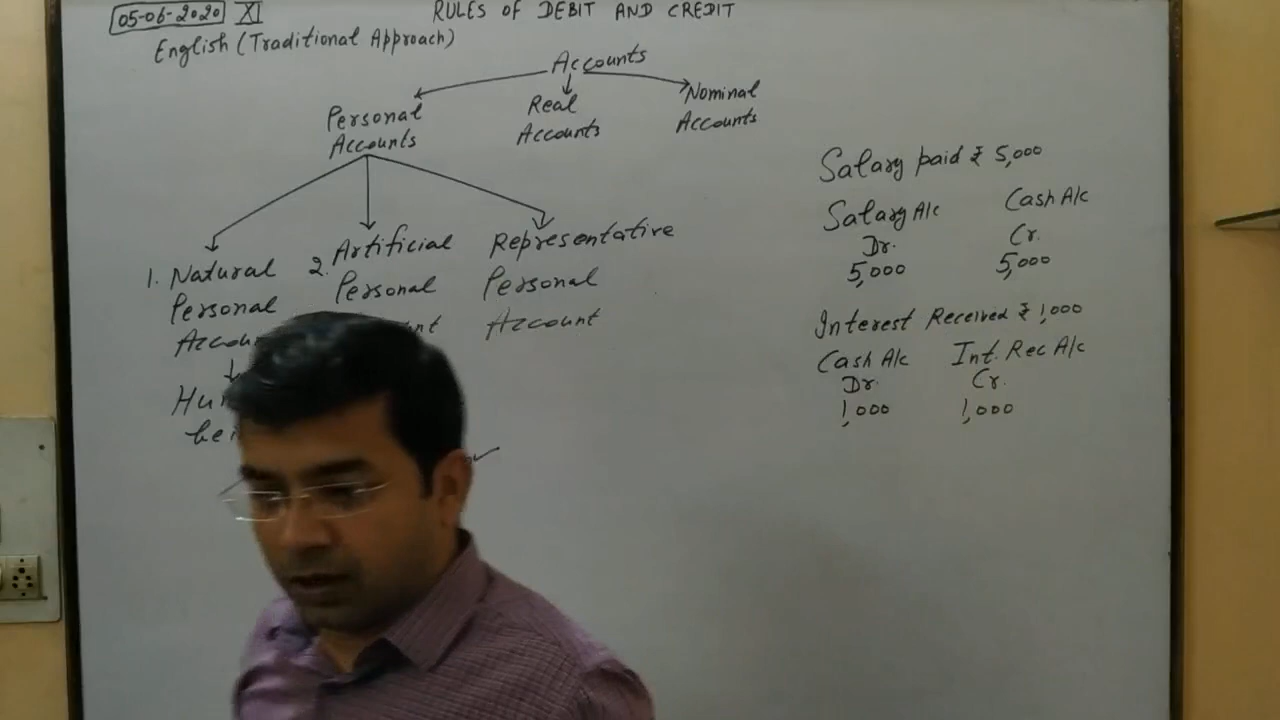 05-06-2020 XI RULES OF DEBIT AND CREDIT
English (Traditional Approach)
Accounts
Personal
Accounts
Real
Accounts
Nominal
Accounts
1. Natural
Personal
2. Artificial
Personal
Representative
Personal
Account
Salary paid ₹ 5,000
Salary A/c Cash A/c
Dr. Cr.
5,000 5,000
Interest Received ₹ 1,000
Cash A/c Int. Rec A/c
Dr. Cr.
1,000 1,000